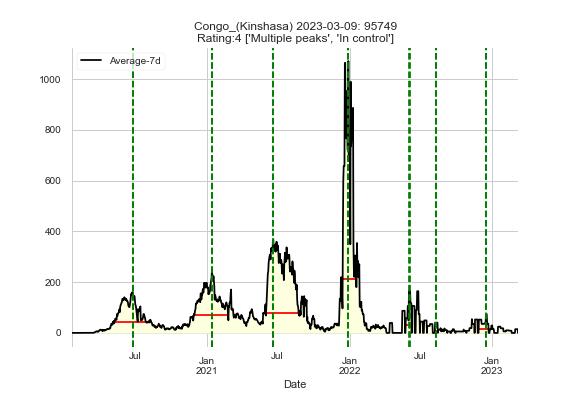 Congo_(Kinshasa) 2023-03-09: 95749
Rating:4 ['Multiple peaks', 'In control']
Average-7d
1000
800
600
400
200
0
Jul
Jan
2021
Jul
Jan
2022
Jul
Jan
2023
Date